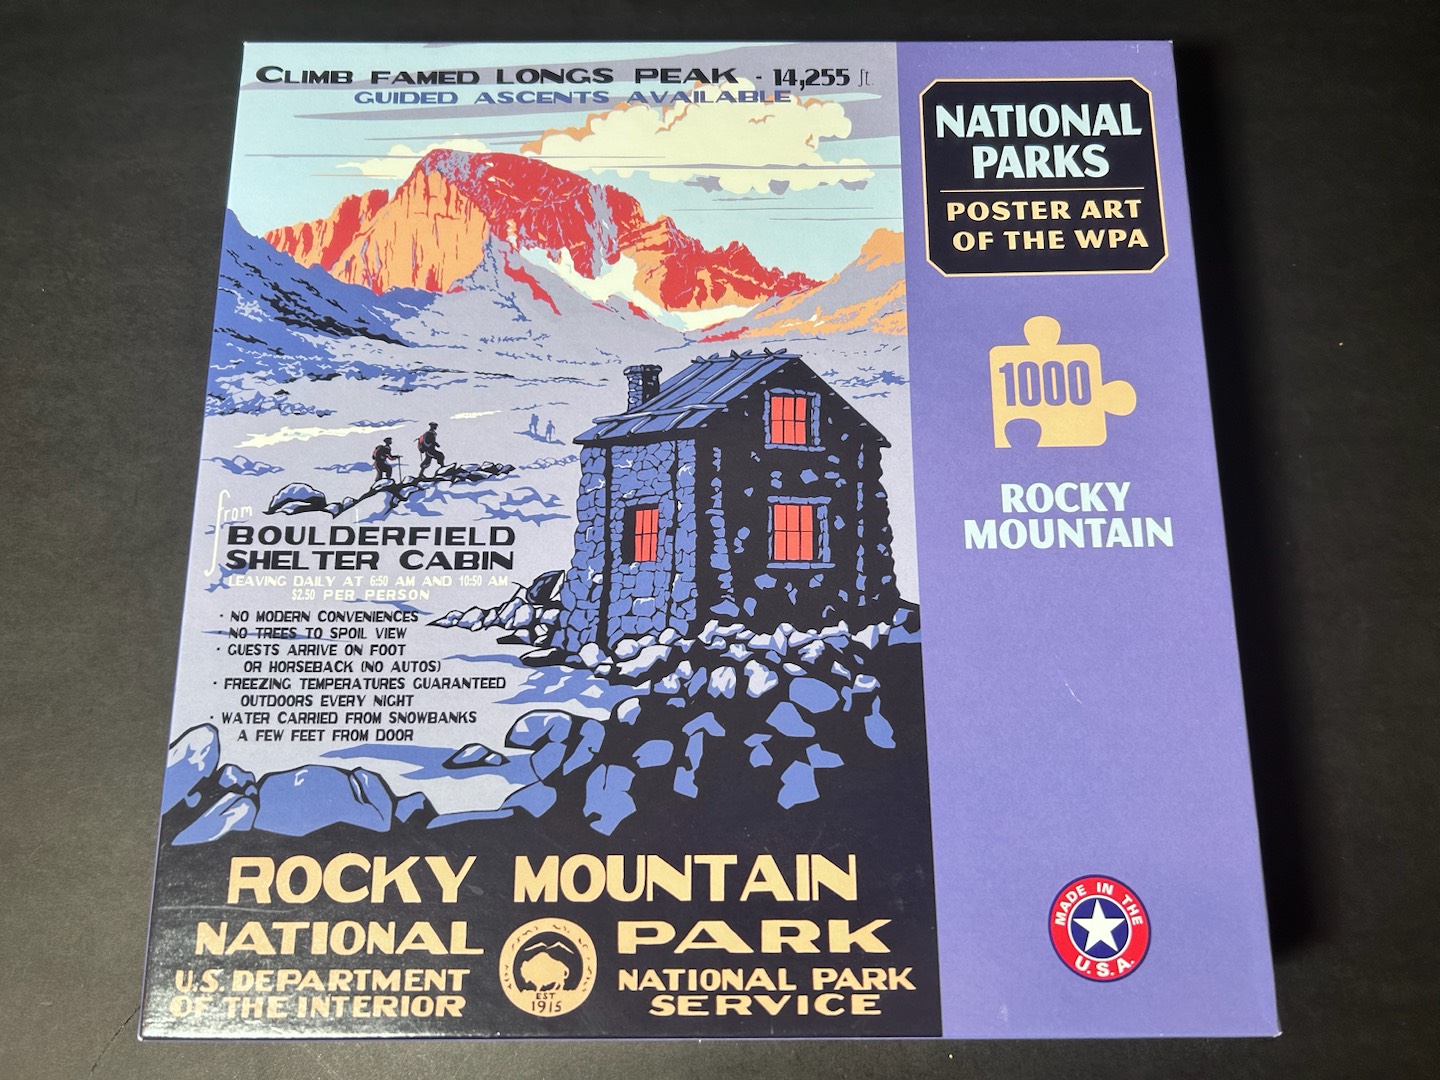 CLIMB FAMED LONGS PEAK - 14,255 ft.
GUIDED ASCENTS AVAILABLE
from
BOULDERFIELD
SHELTER CABIN
LEAVING DAILY AT 6:50 AM AND 10:50 AM
$2.50 PER PERSON
· NO MODERN CONVENIENCES
· NO TREES TO SPOIL VIEW
· GUESTS ARRIVE ON FOOT
OR HORSEBACK (NO AUTOS)
· FREEZING TEMPERATURES GUARANTEED
OUTDOORS EVERY NIGHT
· WATER CARRIED FROM SNOWBANKS
A FEW FEET FROM DOOR
ROCKY MOUNTAIN
NATIONAL PARK
U.S. DEPARTMENT
OF THE INTERIOR
EST
1915
NATIONAL PARK
SERVICE
NATIONAL
PARKS
POSTER ART
OF THE WPA
1000
ROCKY
MOUNTAIN
MADE IN THE
U.S.A.